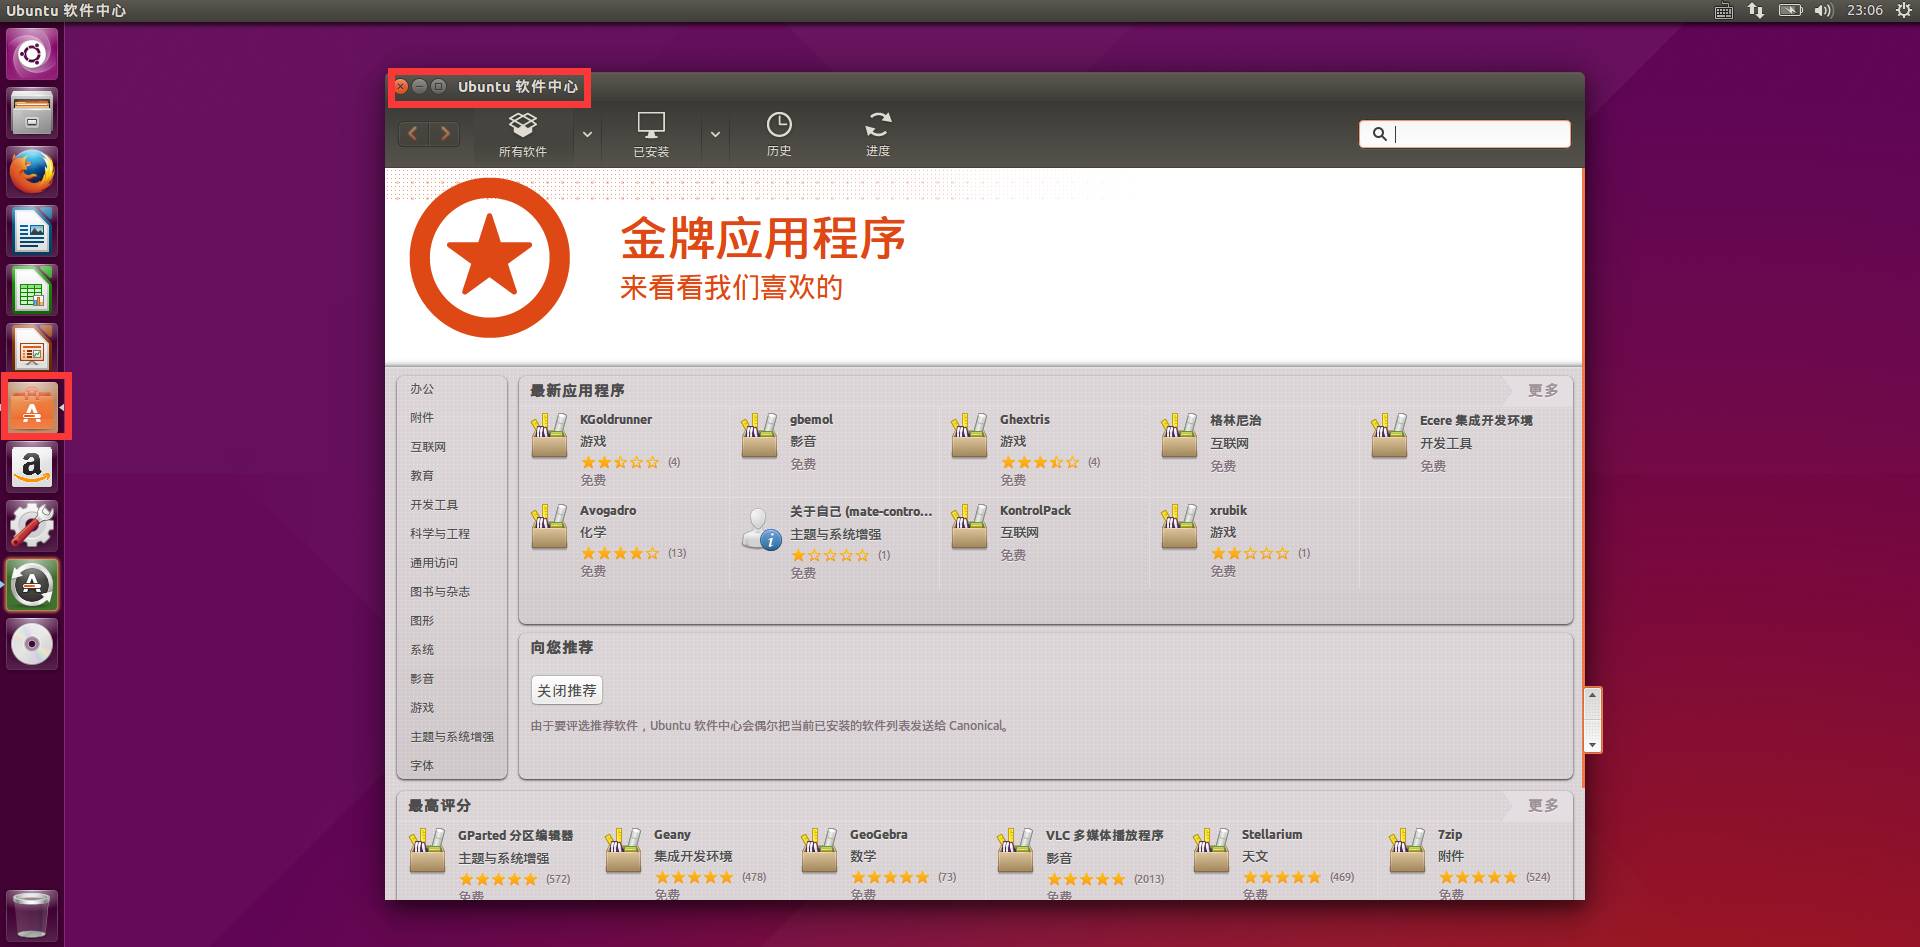 Ubuntu 软件中心
23:06
Ubuntu 软件中心
所有软件
已安装
历史
进度
金牌应用程序
来看看我们喜欢的
办公
附件
互联网
教育
开发工具
科学与工程
通用访问
图书与杂志
图形
系统
影音
游戏
主题与系统增强
字体
最新应用程序
更多
KGoldrunner
游戏
(4)
免费
gbemol
影音
免费
Ghextris
游戏
(4)
免费
格林尼治
互联网
免费
Ecere 集成开发环境
开发工具
免费
Avogadro
化学
(13)
免费
关于自己 (mate-contro...
主题与系统增强
(1)
免费
KontrolPack
互联网
免费
xrubik
游戏
(1)
免费
向您推荐
关闭推荐
由于要评选推荐软件，Ubuntu 软件中心会偶尔把当前已安装的软件列表发送给 Canonical。
最高评分
更多
GParted 分区编辑器
主题与系统增强
(572)
免费
Geany
集成开发环境
(478)
免费
GeoGebra
数学
(73)
免费
VLC 多媒体播放程序
影音
(2013)
免费
Stellarium
天文
(469)
免费
7zip
附件
(524)
免费